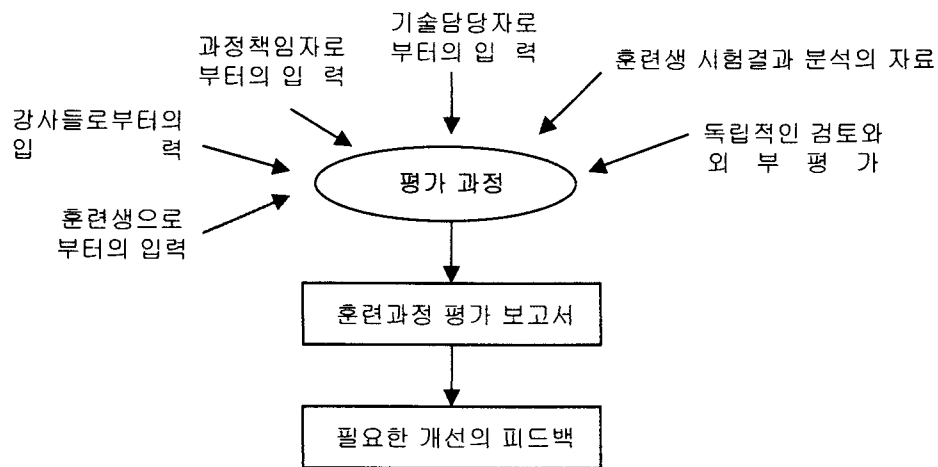 기술담당자로
부터의 입력
과정책임자로
부터의 입 력
훈련생 시험결과 분석의 자료
강사들로부터의
입 력
독립적인 검토와
외 부 평 가
평가 과정
훈련생으로
부터의 입력
훈련과정 평가 보고서
필요한 개선의 피드백